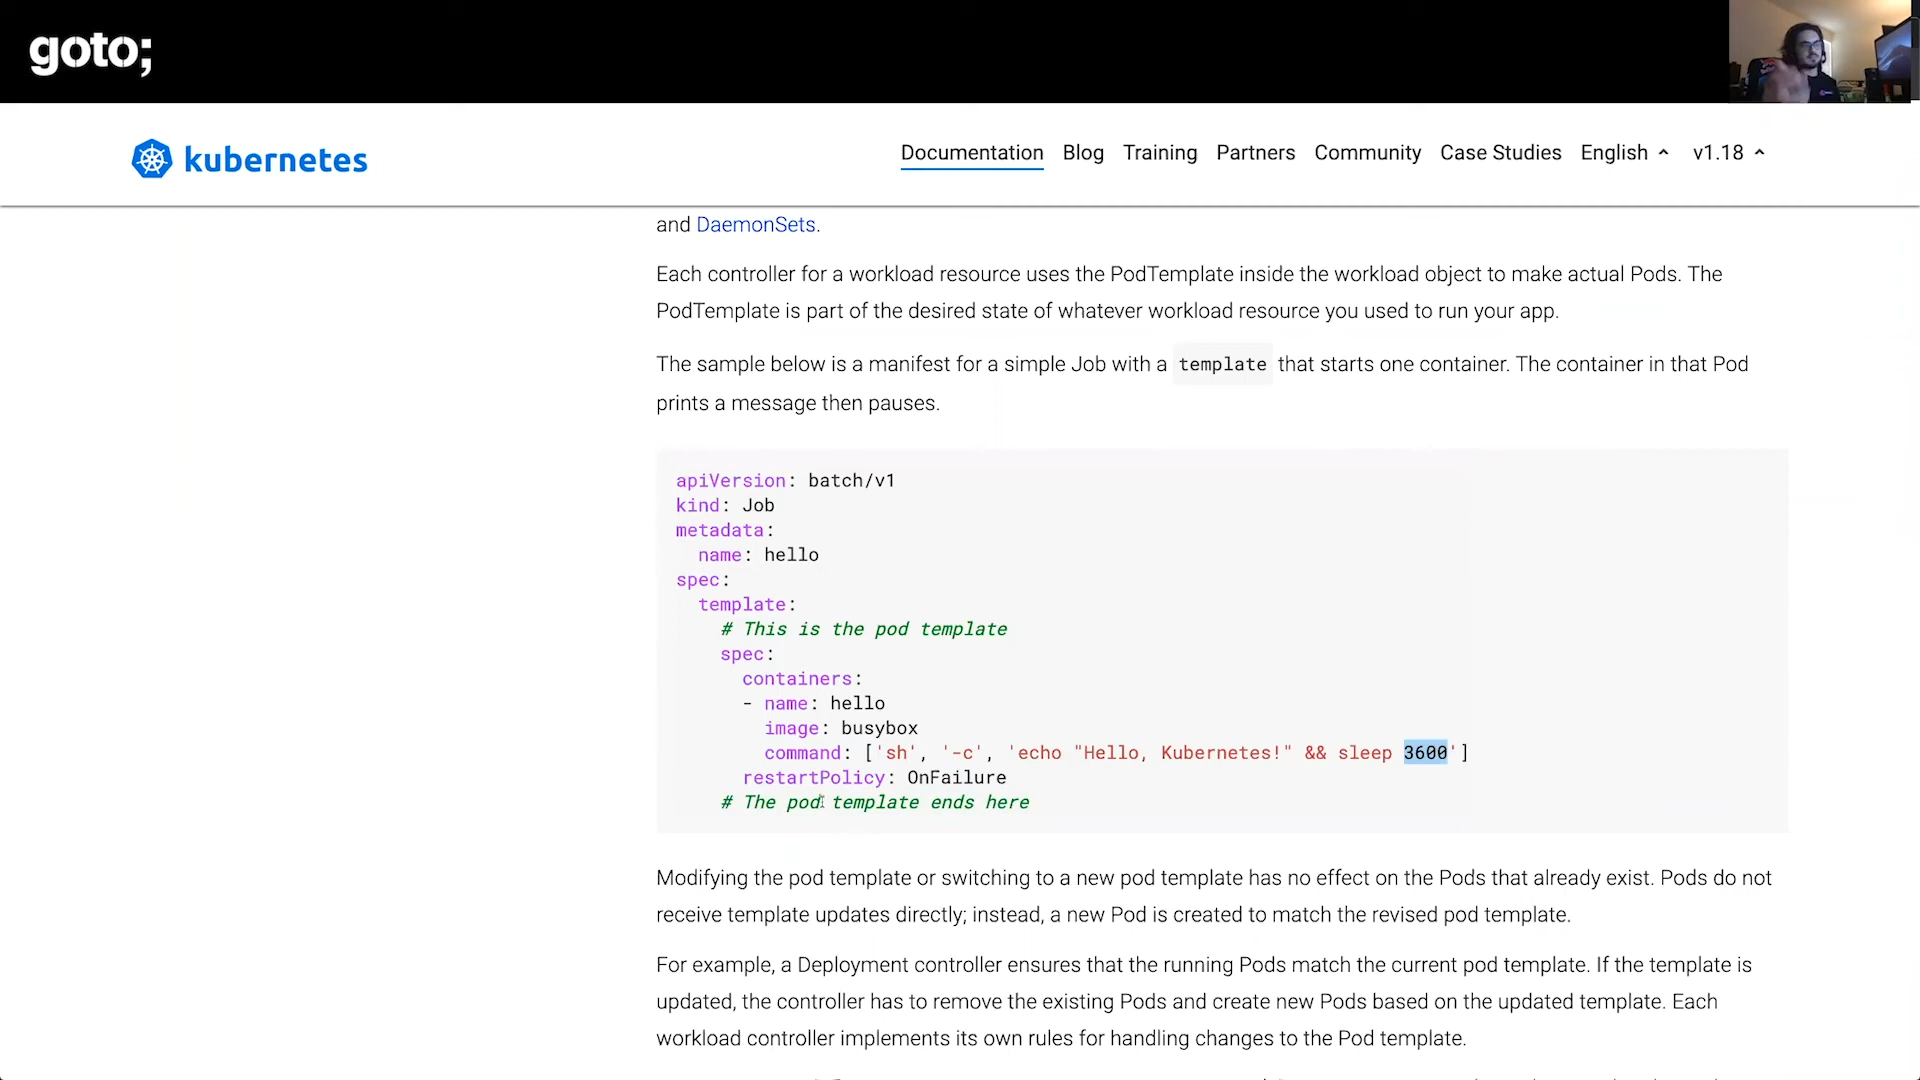 goto;
kubernetes
Documentation Blog Training Partners Community Case Studies English v1.18
and DaemonSets.
Each controller for a workload resource uses the PodTemplate inside the workload object to make actual Pods. The
PodTemplate is part of the desired state of whatever workload resource you used to run your app.
The sample below is a manifest for a simple Job with a template that starts one container. The container in that Pod
prints a message then pauses.
apiVersion: batch/v1
kind: Job
metadata:
  name: hello
spec:
  template:
    # This is the pod template
    spec:
      containers:
      - name: hello
        image: busybox
        command: ['sh', '-c', 'echo "Hello, Kubernetes!" && sleep 3600']
      restartPolicy: OnFailure
    # The pod template ends here
Modifying the pod template or switching to a new pod template has no effect on the Pods that already exist. Pods do not
receive template updates directly; instead, a new Pod is created to match the revised pod template.
For example, a Deployment controller ensures that the running Pods match the current pod template. If the template is
updated, the controller has to remove the existing Pods and create new Pods based on the updated template. Each
workload controller implements its own rules for handling changes to the Pod template.